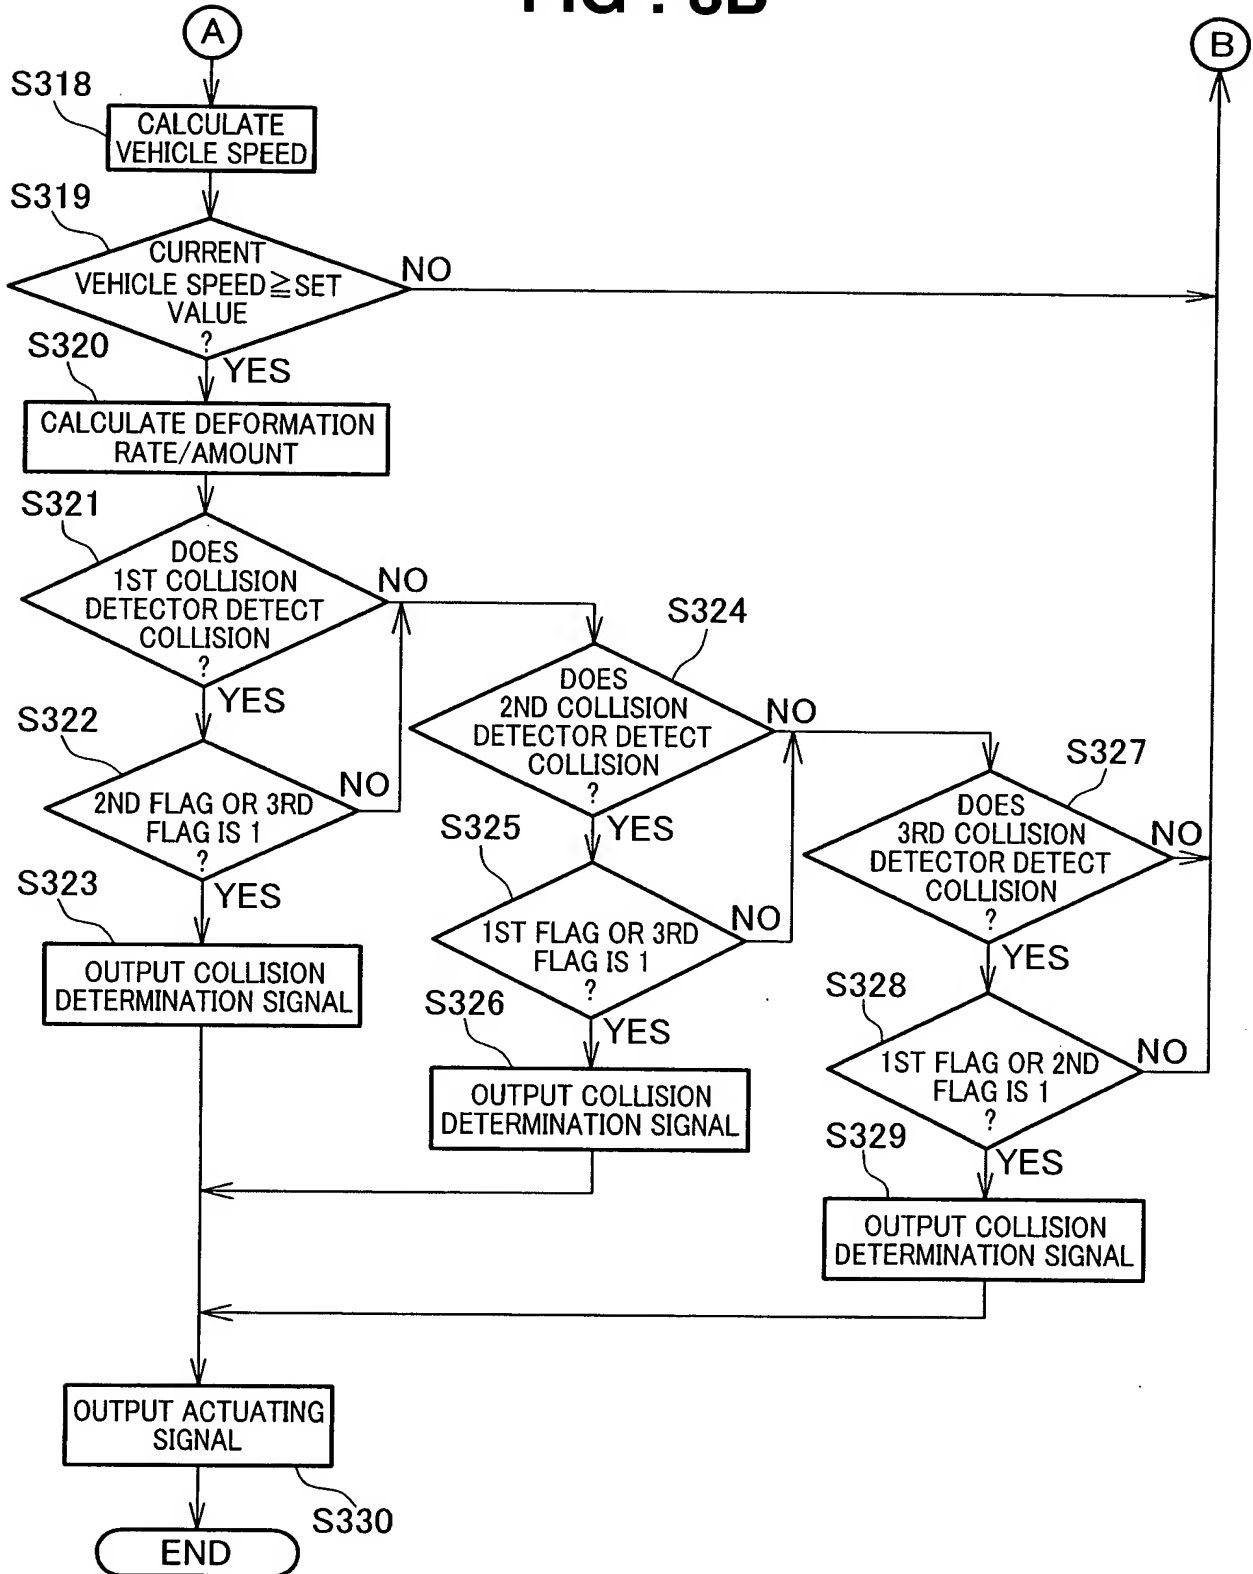 FIG. 8B
A
B
S318
CALCULATE
VEHICLE SPEED
S319
CURRENT
VEHICLE SPEED≧SET
VALUE
?
NO
YES
S320
CALCULATE DEFORMATION
RATE/AMOUNT
S321
DOES
1ST COLLISION
DETECTOR DETECT
COLLISION
?
NO
YES
S322
2ND FLAG OR 3RD
FLAG IS 1
?
NO
YES
S323
OUTPUT COLLISION
DETERMINATION SIGNAL
S324
DOES
2ND COLLISION
DETECTOR DETECT
COLLISION
?
NO
YES
S325
1ST FLAG OR 3RD
FLAG IS 1
?
NO
YES
S326
OUTPUT COLLISION
DETERMINATION SIGNAL
S327
DOES
3RD COLLISION
DETECTOR DETECT
COLLISION
?
NO
YES
S328
1ST FLAG OR 2ND
FLAG IS 1
?
NO
YES
S329
OUTPUT COLLISION
DETERMINATION SIGNAL
OUTPUT ACTUATING
SIGNAL
S330
END